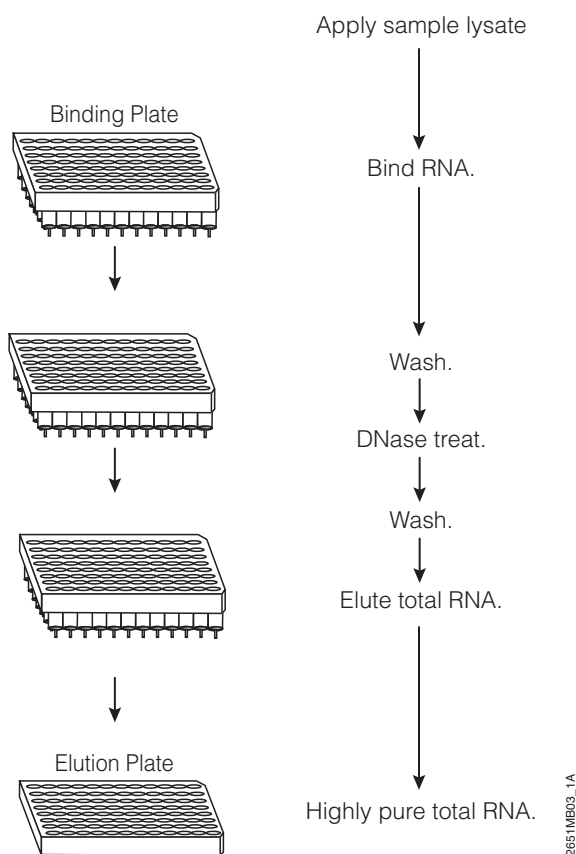 Apply sample lysate
Binding Plate
Bind RNA.
Wash.
DNase treat.
Wash.
Elute total RNA.
Elution Plate
Highly pure total RNA.
2651MB03_1A